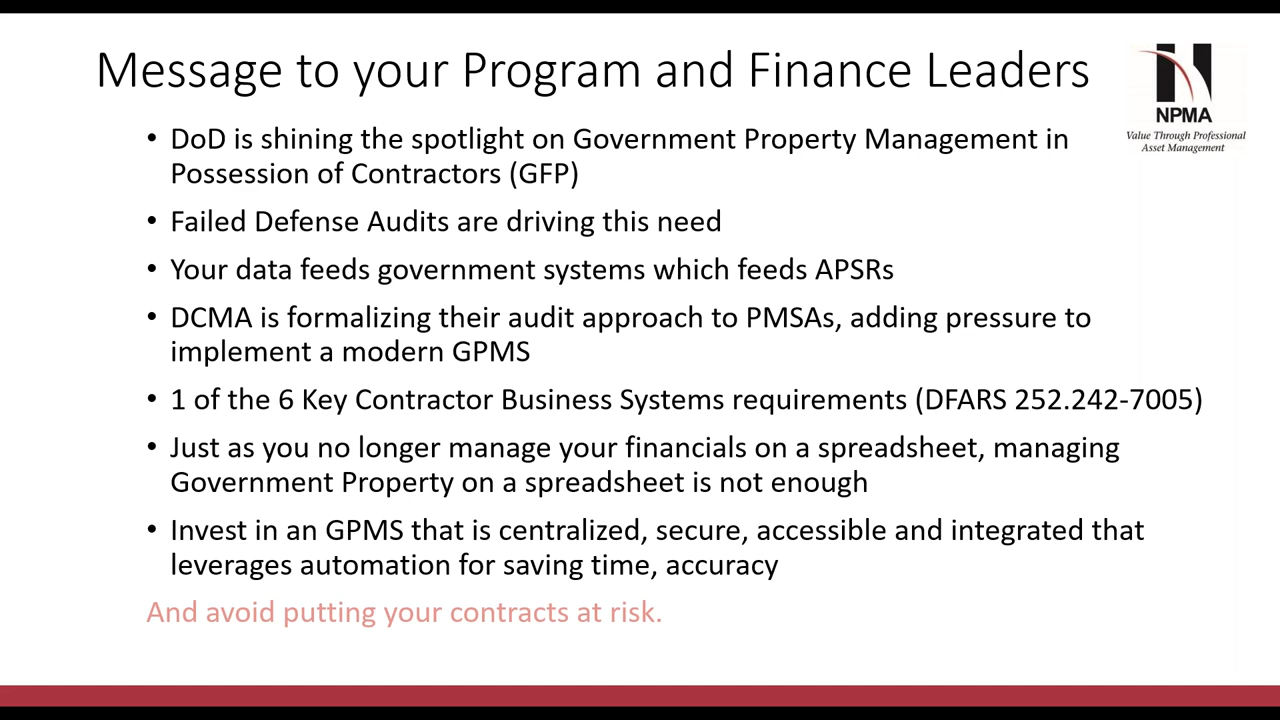 Message to your Program and Finance Leaders
NPMA
Value Through Professional
Asset Management
• DoD is shining the spotlight on Government Property Management in
Possession of Contractors (GFP)
• Failed Defense Audits are driving this need
• Your data feeds government systems which feeds APSRs
• DCMA is formalizing their audit approach to PMSAs, adding pressure to
implement a modern GPMS
• 1 of the 6 Key Contractor Business Systems requirements (DFARS 252.242-7005)
• Just as you no longer manage your financials on a spreadsheet, managing
Government Property on a spreadsheet is not enough
• Invest in an GPMS that is centralized, secure, accessible and integrated that
leverages automation for saving time, accuracy
And avoid putting your contracts at risk.